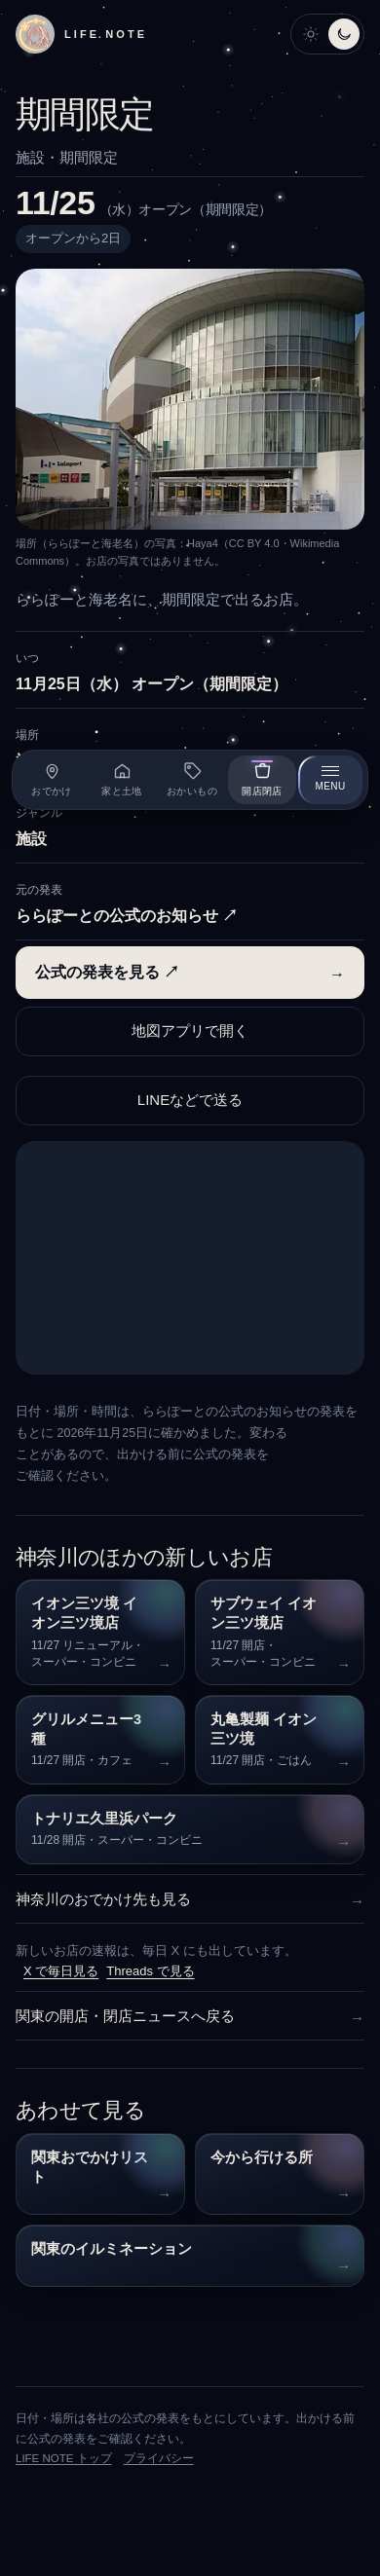 LIFE.NOTE
期間限定
施設・期間限定
11/25 （水）オープン（期間限定）
オープンから2日
Lalaport
場所（ららぽーと海老名）の写真：Haya4（CC BY 4.0・Wikimedia
Commons）。お店の写真ではありません。
ららぽーと海老名に、期間限定で出るお店。
いつ
11月25日（水） オープン（期間限定）
場所
おでかけ
家と土地
おかいもの
開店閉店
MENU
ジャンル
施設
元の発表
ららぽーとの公式のお知らせ ↗
公式の発表を見る ↗ →
地図アプリで開く
LINEなどで送る
日付・場所・時間は、ららぽーとの公式のお知らせの発表を
もとに 2026年11月25日に確かめました。変わる
ことがあるので、出かける前に公式の発表を
ご確認ください。
神奈川のほかの新しいお店
イオン三ツ境 イ
オン三ツ境店
11/27 リニューアル・
スーパー・コンビニ →
サブウェイ イオ
ン三ツ境店
11/27 開店・
スーパー・コンビニ →
グリルメニュー3
種
11/27 開店・カフェ →
丸亀製麺 イオン
三ツ境
11/27 開店・ごはん →
トナリエ久里浜パーク
11/28 開店・スーパー・コンビニ →
神奈川のおでかけ先も見る →
新しいお店の速報は、毎日 X にも出しています。
X で毎日見る Threads で見る
関東の開店・閉店ニュースへ戻る →
あわせて見る
関東おでかけリス
ト →
今から行ける所 →
関東のイルミネーション →
日付・場所は各社の公式の発表をもとにしています。出かける前
に公式の発表をご確認ください。
LIFE NOTE トップ プライバシー